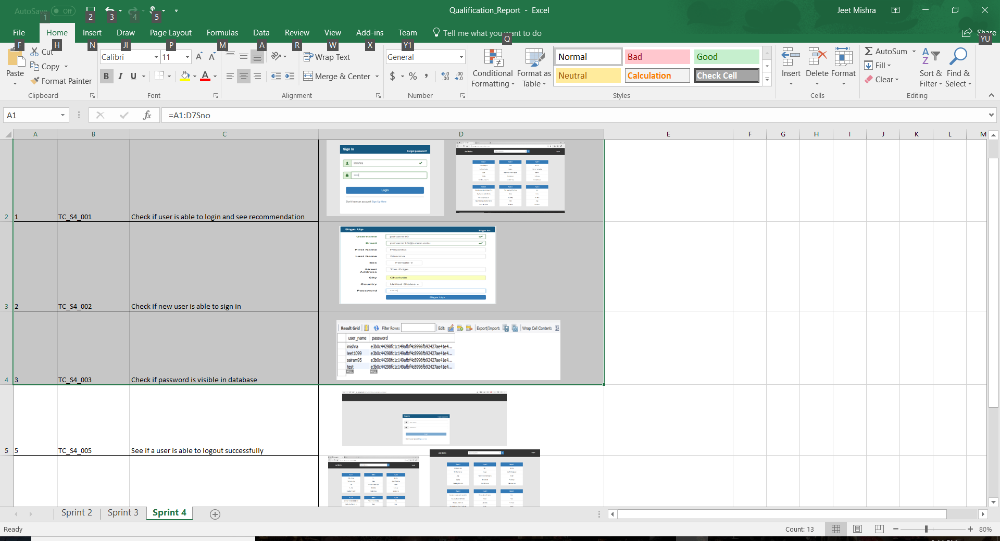 AutoSave Off
Qualification_Report - Excel
Jeet Mishra
1 2 3 4 5
File Home Insert Draw Page Layout Formulas Data Review View Add-ins Team Tell me what you want to do Share
F H N JI P M A R W X Y1 Q YU
Cut
Copy
Format Painter
Paste
Clipboard
Calibri 11
B I U A
Font
Wrap Text
Merge & Center
Alignment
General
$ % ,
Number
Conditional Formatting
Format as Table
Normal Bad Good
Neutral Calculation Check Cell
Styles
Insert Delete Format
Cells
AutoSum
Fill
Clear
Sort & Filter
Find & Select
Editing
A1 fx =A1:D7Sno
A B C D E F G H I J K L M
Sign In
Forgot password?
Login
Don't have an account! Sign Up Here
2 1 TC_S4_001 Check if user is able to login and see recommendation
Sign Up Sign In
Username psharm16
Email psharm16@uncc.edu
First Name Priyanka
Last Name Sharma
Sex Female
Street Address The Edge
City Charlotte
Country United States
Password
Sign Up
3 2 TC_S4_002 Check if new user is able to sign in
Result Grid Filter Rows: Edit: Export/Import: Wrap Cell Content:
user_name password
imishra e3b0c44298fc1c149afbf4c8996fb92427ae41e4...
jeet1099 e3b0c44298fc1c149afbf4c8996fb92427ae41e4...
sairam95 e3b0c44298fc1c149afbf4c8996fb92427ae41e4...
test e3b0c44298fc1c149afbf4c8996fb92427ae41e4...
NULL NULL
4 3 TC_S4_003 Check if password is visible in database
5 5 TC_S4_005 See if a user is able to logout successfully
Sprint 2 Sprint 3 Sprint 4
Ready
Count: 13
80%